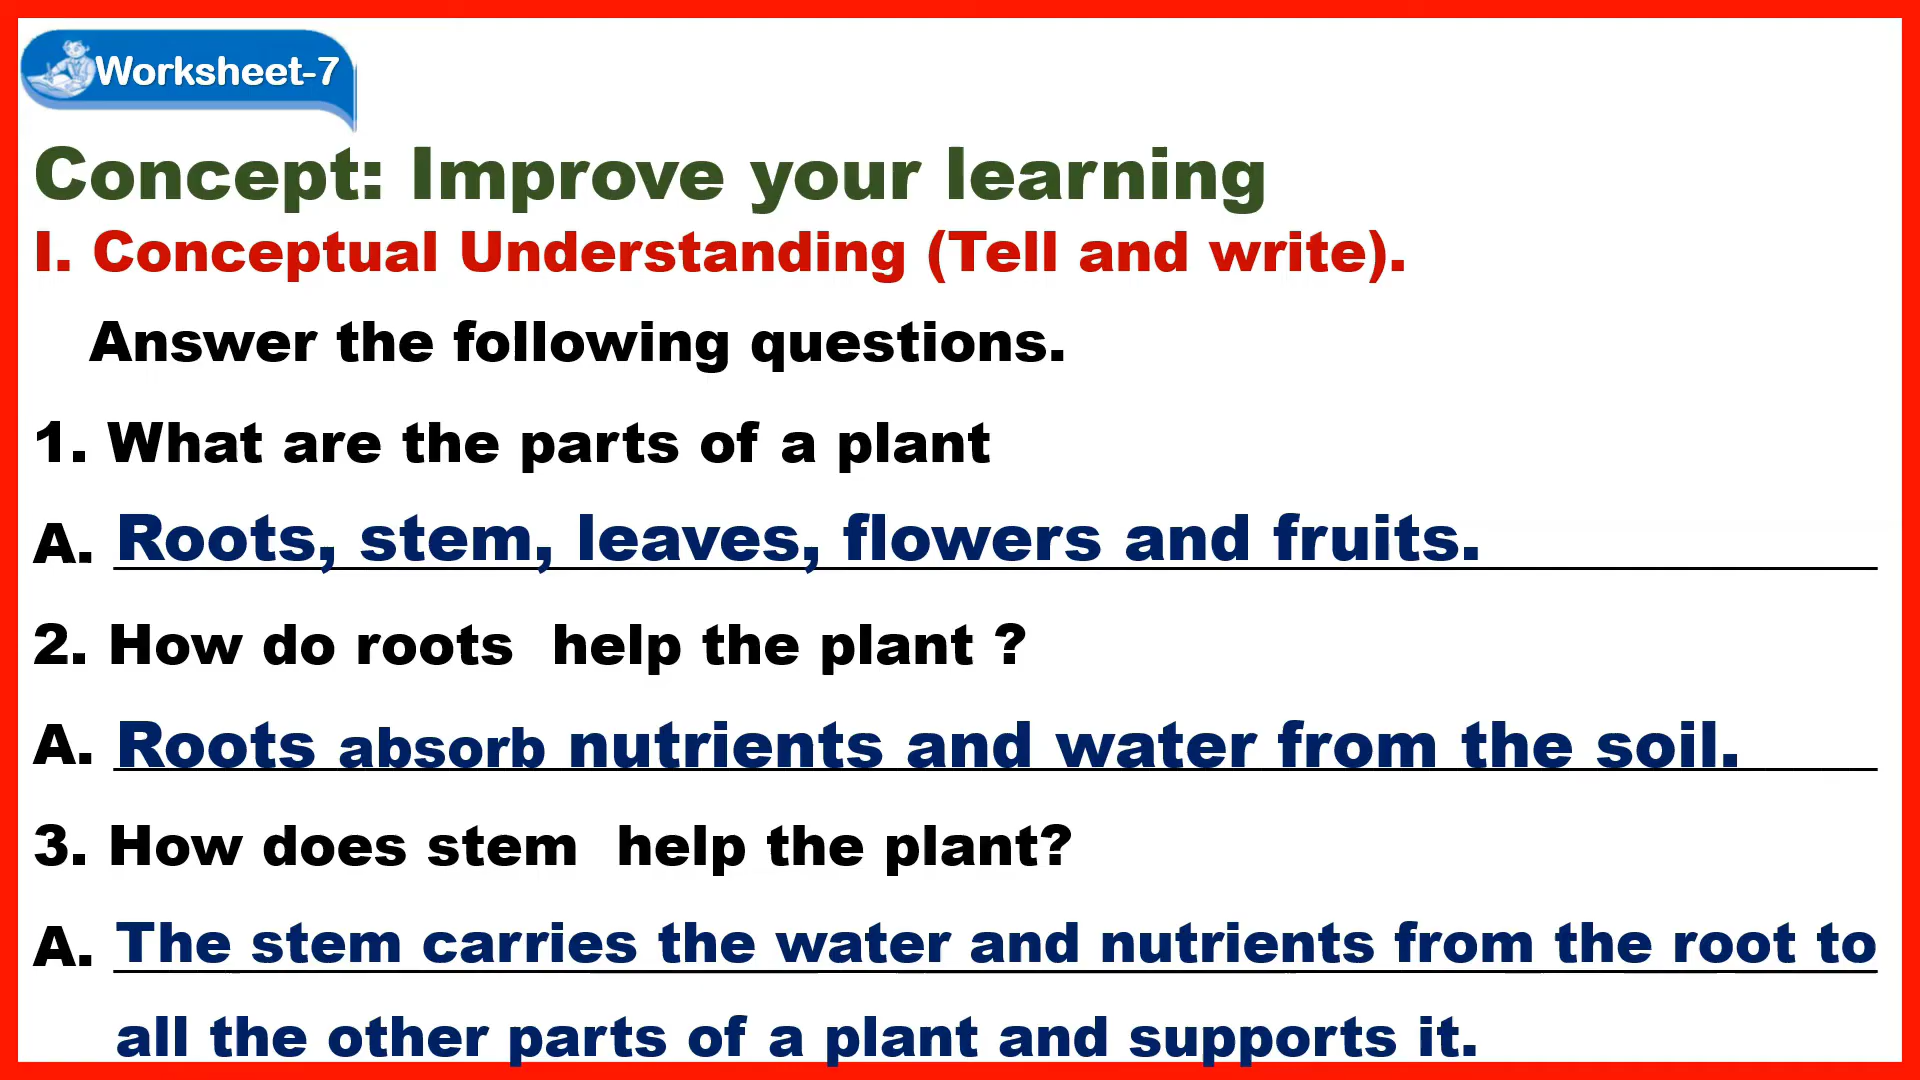 Worksheet-7
Concept: Improve your learning
I. Conceptual Understanding (Tell and write).
Answer the following questions.
1. What are the parts of a plant
A. Roots, stem, leaves, flowers and fruits.
2. How do roots help the plant ?
A. Roots absorb nutrients and water from the soil.
3. How does stem help the plant?
A. The stem carries the water and nutrients from the root to
all the other parts of a plant and supports it.